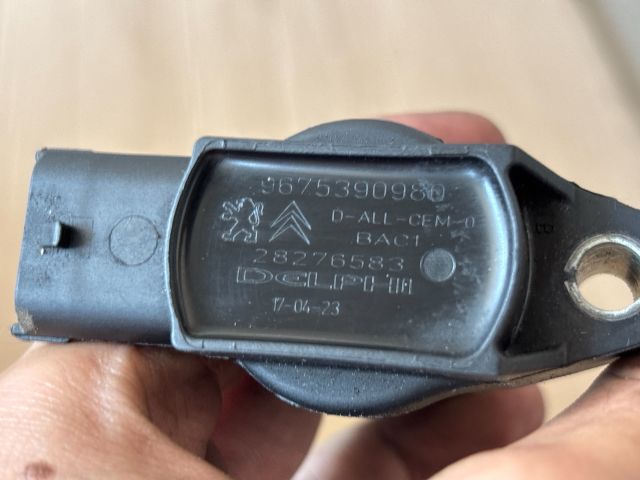 9675390980
D-ALL-CEM-0
BAC1
28276583
DELPHI
17-04-23